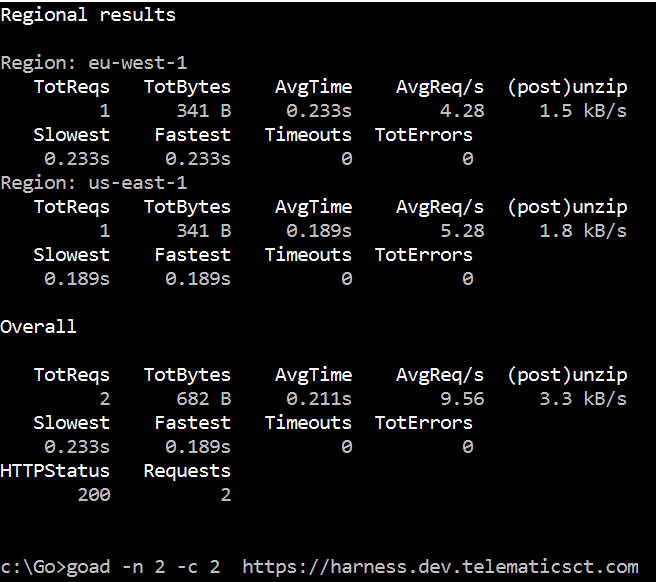 Regional results
Region: eu-west-1
TotReqs TotBytes AvgTime AvgReq/s (post)unzip
1 341 B 0.233s 4.28 1.5 kB/s
Slowest Fastest Timeouts TotErrors
0.233s 0.233s 0 0
Region: us-east-1
TotReqs TotBytes AvgTime AvgReq/s (post)unzip
1 341 B 0.189s 5.28 1.8 kB/s
Slowest Fastest Timeouts TotErrors
0.189s 0.189s 0 0
Overall
TotReqs TotBytes AvgTime AvgReq/s (post)unzip
2 682 B 0.211s 9.56 3.3 kB/s
Slowest Fastest Timeouts TotErrors
0.233s 0.189s 0 0
HTTPStatus Requests
200 2
c:\Go>goad -n 2 -c 2  https://harness.dev.telematicsct.com